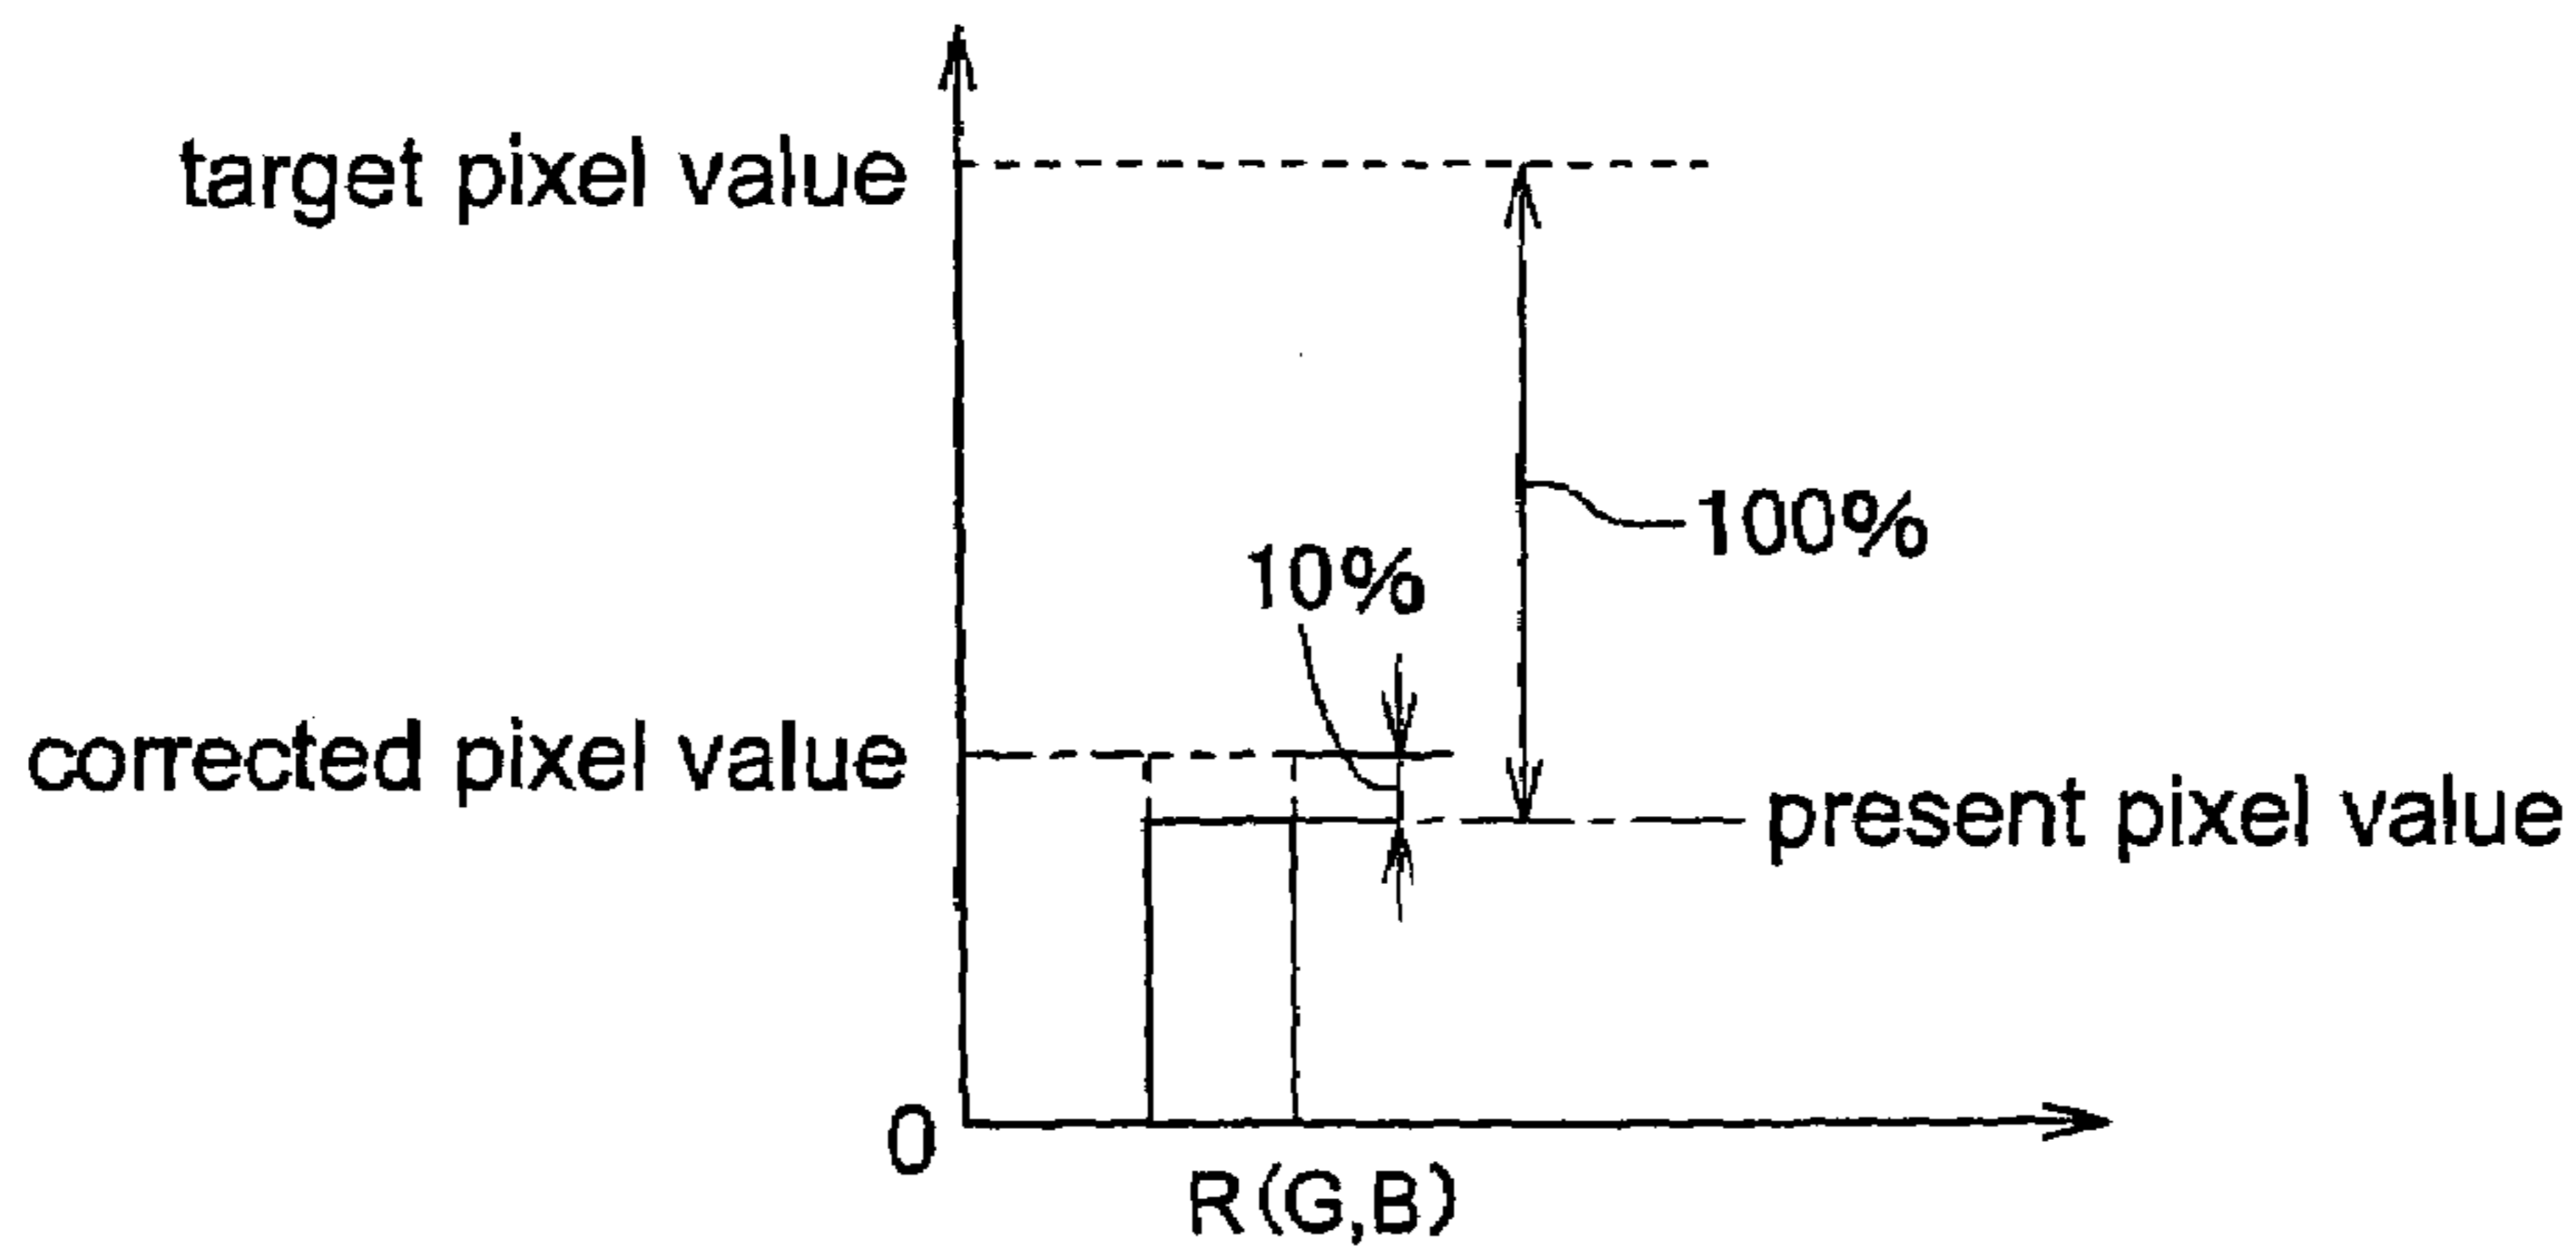 target pixel value
100%
10%
corrected pixel value
present pixel value
0
R(G,B)